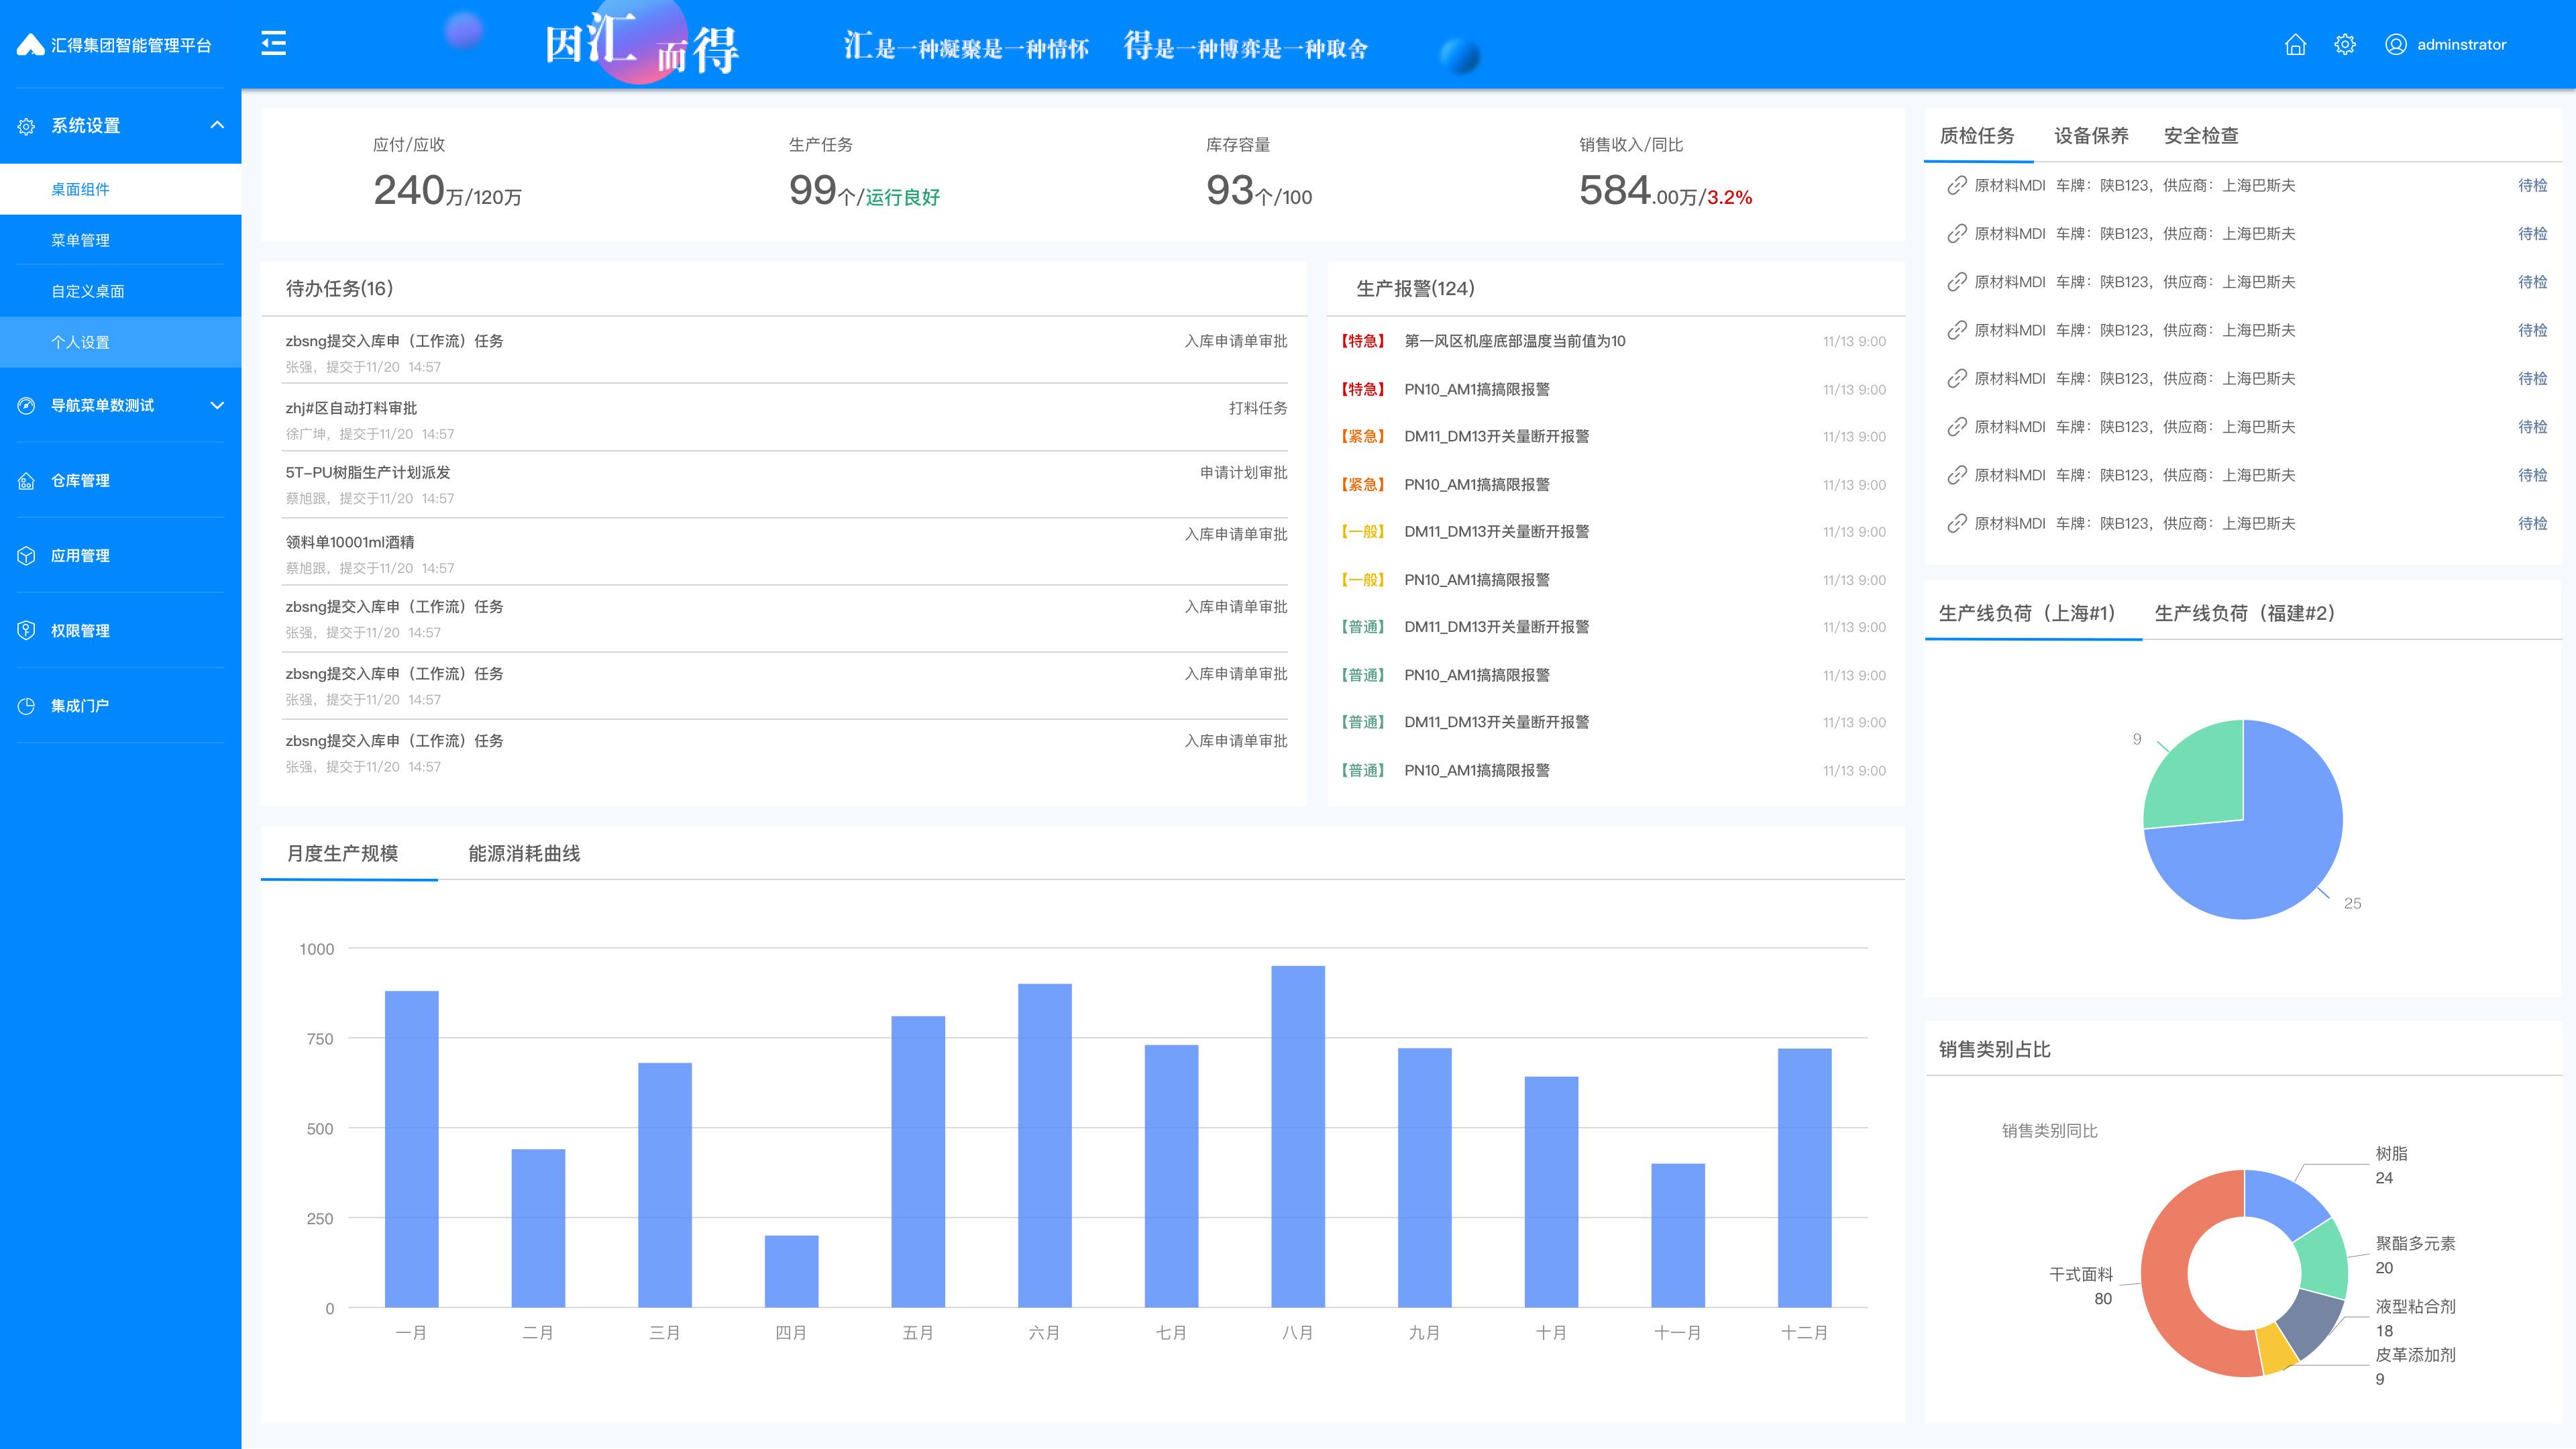 汇得集团智能管理平台
因汇而得
汇是一种凝聚是一种情怀 得是一种博弈是一种取舍
adminstrator
系统设置
桌面组件
菜单管理
自定义桌面
个人设置
导航菜单数测试
仓库管理
应用管理
权限管理
集成门户
应付/应收
240万/120万
生产任务
99个/运行良好
库存容量
93个/100
销售收入/同比
584.00万/3.2%
待办任务(16)
zbsng提交入库申（工作流）任务 入库申请单审批
张强，提交于11/20 14:57
zhj#区自动打料审批 打料任务
徐广坤，提交于11/20 14:57
5T-PU树脂生产计划派发 申请计划审批
蔡旭跟，提交于11/20 14:57
领料单10001ml酒精 入库申请单审批
蔡旭跟，提交于11/20 14:57
zbsng提交入库申（工作流）任务 入库申请单审批
张强，提交于11/20 14:57
zbsng提交入库申（工作流）任务 入库申请单审批
张强，提交于11/20 14:57
zbsng提交入库申（工作流）任务 入库申请单审批
张强，提交于11/20 14:57
生产报警(124)
【特急】 第一风区机座底部温度当前值为10 11/13 9:00
【特急】 PN10_AM1搞搞限报警 11/13 9:00
【紧急】 DM11_DM13开关量断开报警 11/13 9:00
【紧急】 PN10_AM1搞搞限报警 11/13 9:00
【一般】 DM11_DM13开关量断开报警 11/13 9:00
【一般】 PN10_AM1搞搞限报警 11/13 9:00
【普通】 DM11_DM13开关量断开报警 11/13 9:00
【普通】 PN10_AM1搞搞限报警 11/13 9:00
【普通】 DM11_DM13开关量断开报警 11/13 9:00
【普通】 PN10_AM1搞搞限报警 11/13 9:00
月度生产规模 能源消耗曲线
1000
750
500
250
0
一月 二月 三月 四月 五月 六月 七月 八月 九月 十月 十一月 十二月
质检任务 设备保养 安全检查
原材料MDI 车牌：陕B123，供应商：上海巴斯夫 待检
原材料MDI 车牌：陕B123，供应商：上海巴斯夫 待检
原材料MDI 车牌：陕B123，供应商：上海巴斯夫 待检
原材料MDI 车牌：陕B123，供应商：上海巴斯夫 待检
原材料MDI 车牌：陕B123，供应商：上海巴斯夫 待检
原材料MDI 车牌：陕B123，供应商：上海巴斯夫 待检
原材料MDI 车牌：陕B123，供应商：上海巴斯夫 待检
原材料MDI 车牌：陕B123，供应商：上海巴斯夫 待检
生产线负荷（上海#1） 生产线负荷（福建#2）
9
25
销售类别占比
销售类别同比
树脂
24
聚酯多元素
20
干式面料
80
液型粘合剂
18
皮革添加剂
9